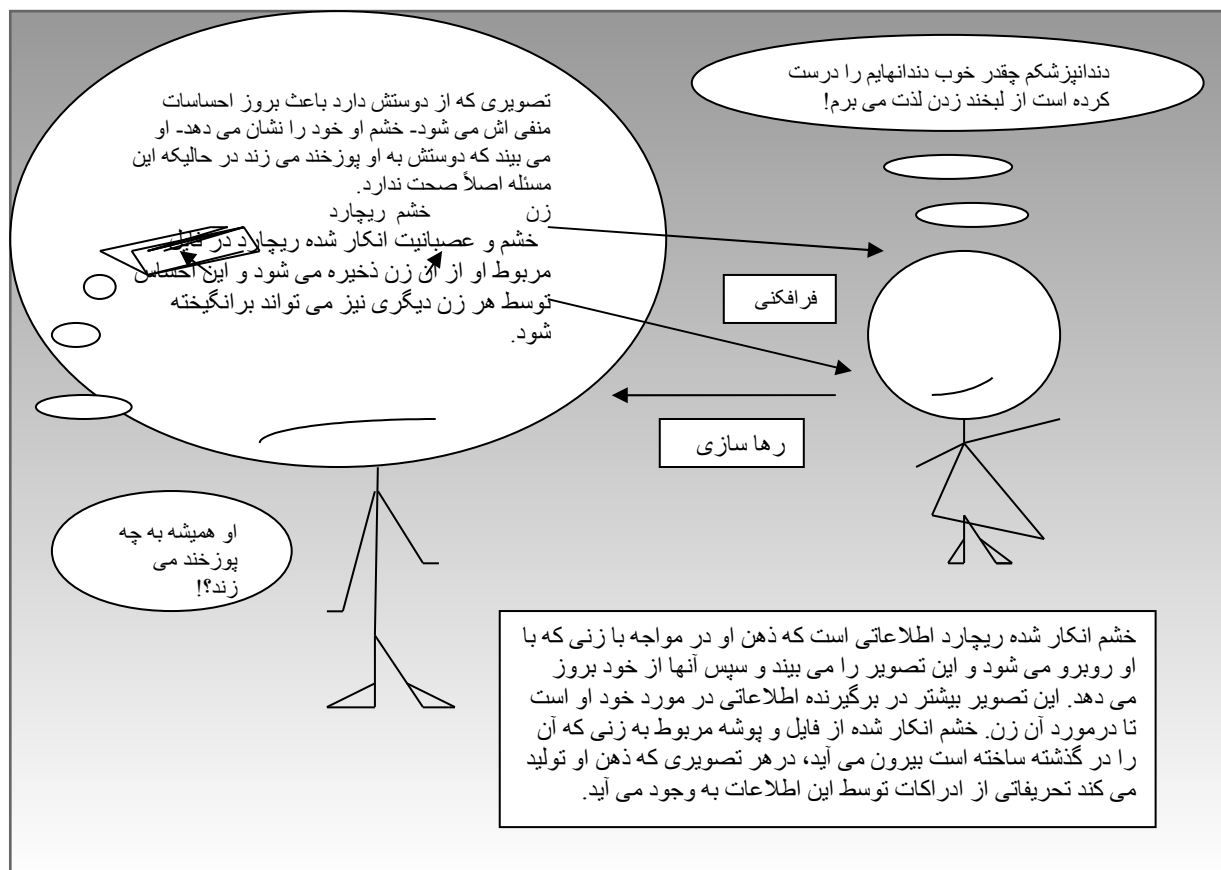 دندانپزشکم چقدر خوب دندانهایم را درست
کرده است از لبخند زدن لذت می برم!
تصویری که از دوستش دارد باعث بروز احساسات
منفی اش می شود- خشم او خود را نشان می دهد- او
می بیند که دوستش به او پوزخند می زند در حالیکه این
مسئله اصلاً صحت ندارد.
زن خشم ریچارد
خشم و عصبانیت انکار شده ریچارد در فایل
مربوط او از آن زن ذخیره می شود و این احساس
توسط هر زن دیگری نیز می تواند برانگیخته
شود.
فرافکنی
رها سازی
او همیشه به چه
پوزخند می
زند؟!
خشم انکار شده ریچارد اطلاعاتی است که ذهن او در مواجه با زنی که با
او روبرو می شود و این تصویر را می بیند و سپس آنها از خود بروز
می دهد. این تصویر بیشتر در برگیرنده اطلاعاتی در مورد خود او است
تا درمورد آن زن. خشم انکار شده از فایل و پوشه مربوط به زنی که آن
را در گذشته ساخته است بیرون می آید، درهر تصویری که ذهن او تولید
می کند تحریفاتی از ادراکات توسط این اطلاعات به وجود می آید.